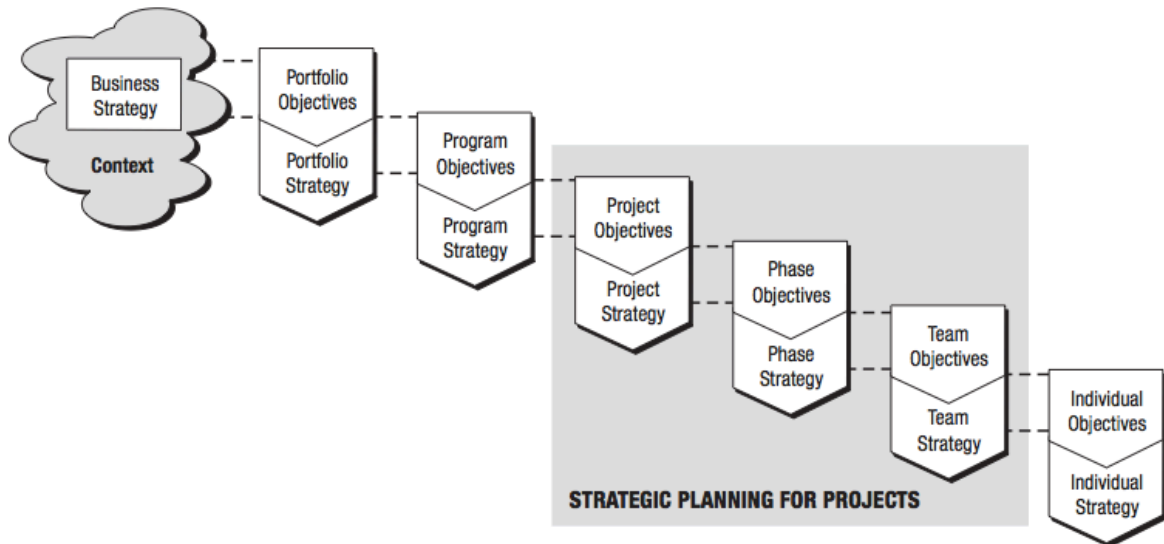 Business
Strategy
Context
Portfolio
Objectives
Portfolio
Strategy
Program
Objectives
Program
Strategy
Project
Objectives
Project
Strategy
Phase
Objectives
Phase
Strategy
Team
Objectives
Team
Strategy
Individual
Objectives
Individual
Strategy
STRATEGIC PLANNING FOR PROJECTS